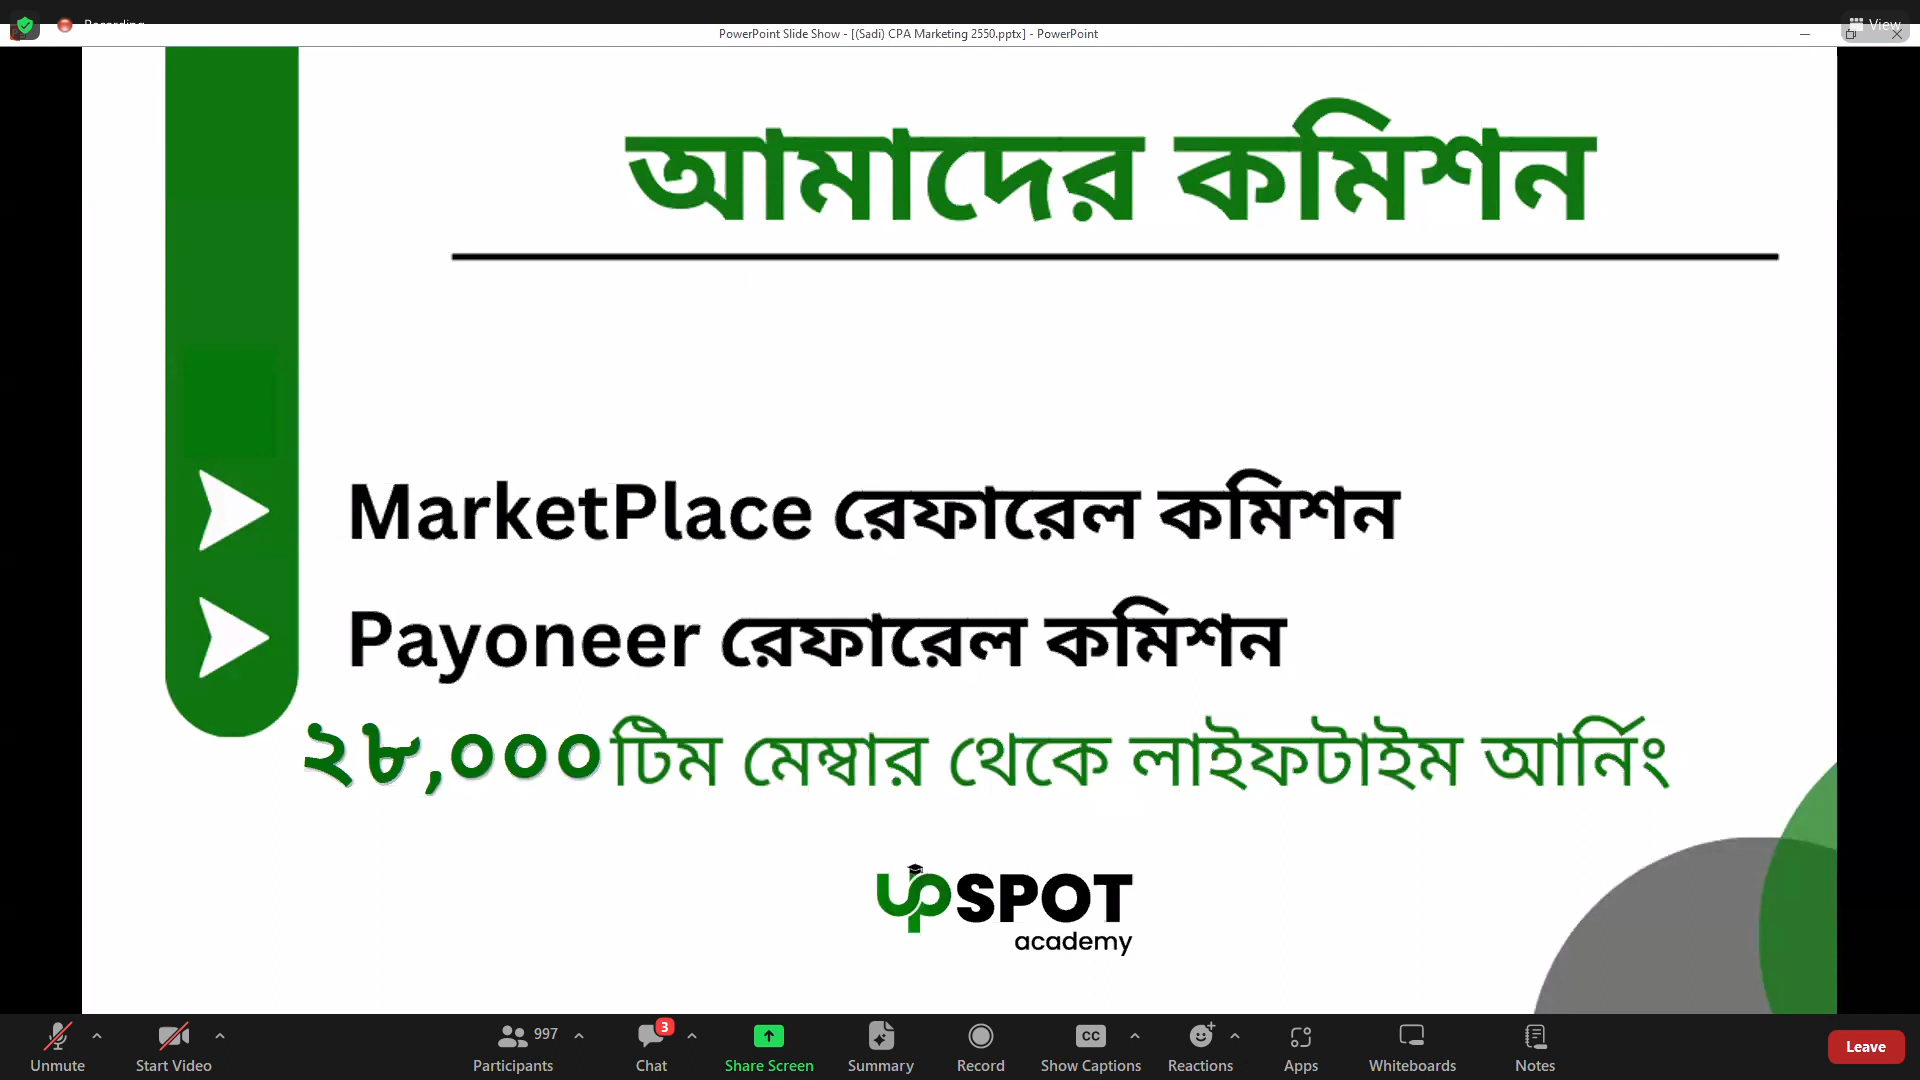 Recording
PowerPoint Slide Show - [(Sadi) CPA Marketing 2550.pptx] - PowerPoint
View
আমাদের কমিশন
MarketPlace রেফারেল কমিশন
Payoneer রেফারেল কমিশন
২৮,০০০টিম মেম্বার থেকে লাইফটাইম আর্নিং
upSPOT
academy
997
3
CC
Unmute
Start Video
Participants
Chat
Share Screen
Summary
Record
Show Captions
Reactions
Apps
Whiteboards
Notes
Leave